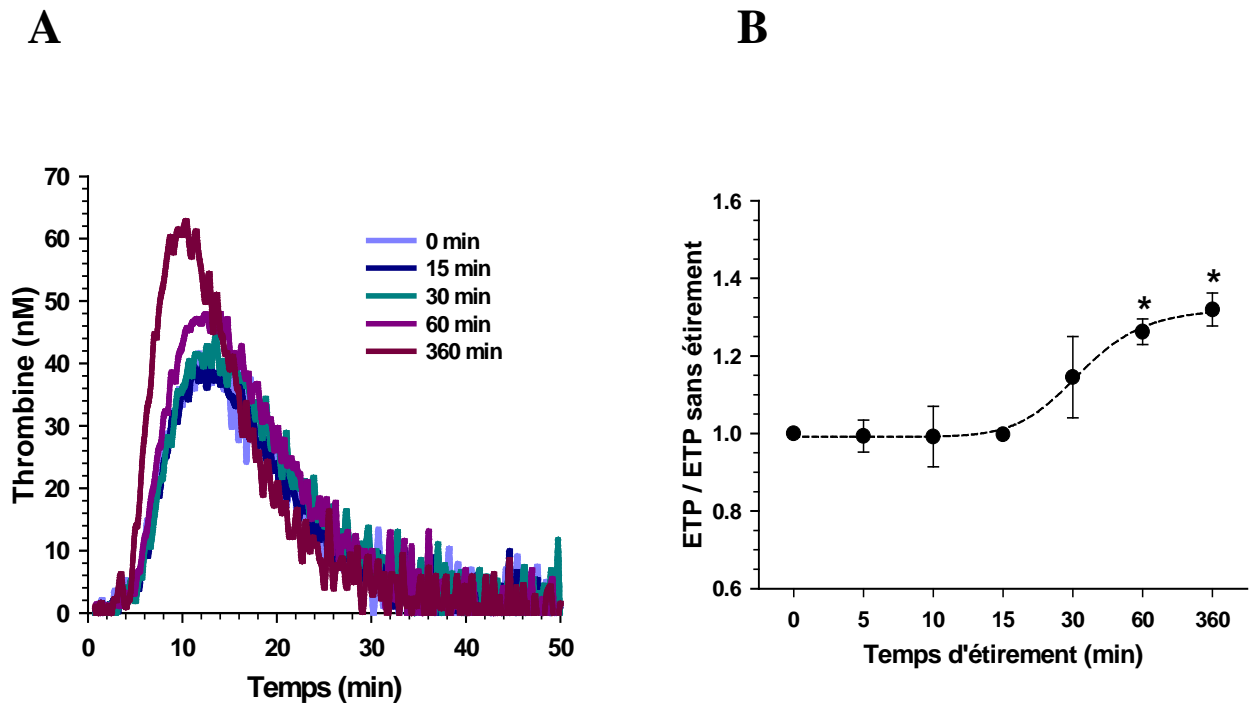 A
B
70
60
50
40
30
20
10
0
Thrombine (nM)
0 min
15 min
30 min
60 min
360 min
0 10 20 30 40 50
Temps (min)
1.6
1.4
1.2
1.0
0.8
0.6
ETP / ETP sans étirement
* *
0 5 10 15 30 60 360
Temps d'étirement (min)